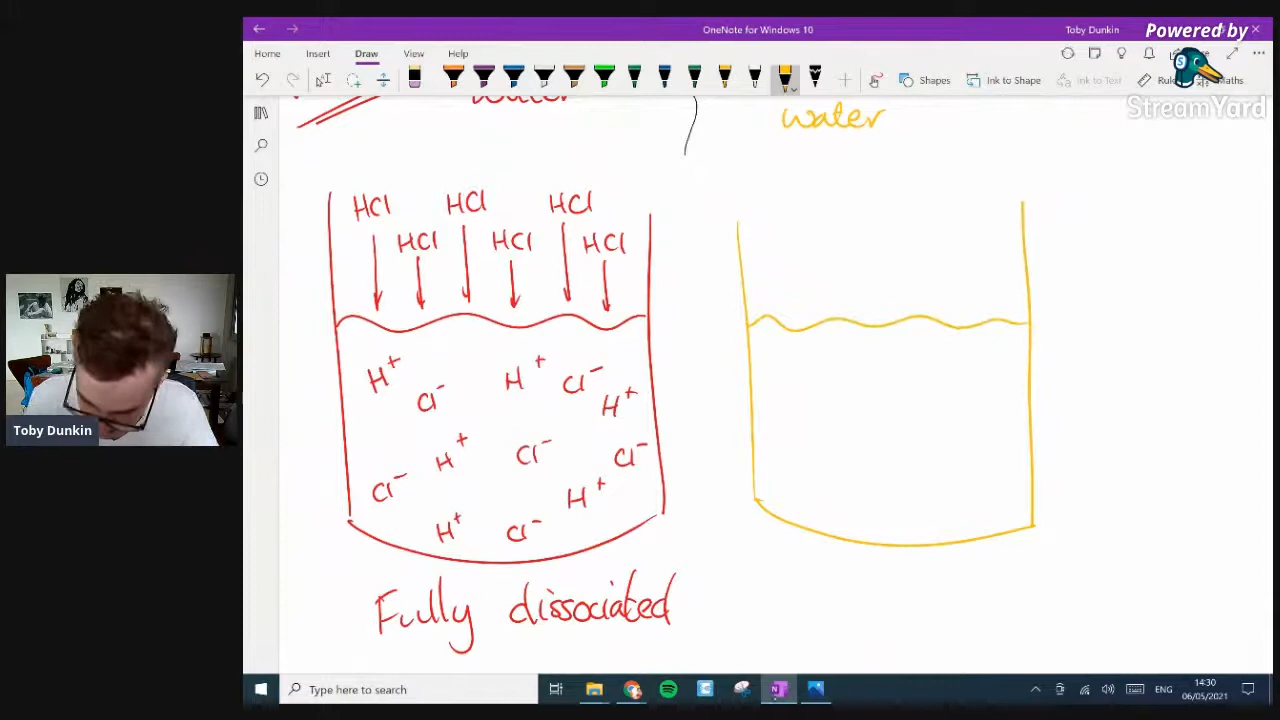 OneNote for Windows 10
Toby Dunkin
Powered by
StreamYard
Home Insert Draw View Help
Shapes
Ink to Shape
Ink to Text
Maths
water
water
HCl HCl HCl
HCl HCl HCl
H+ H+ Cl-
Cl- H+
H+ Cl- Cl-
Cl- H+
H+ Cl-
Fully dissociated
Toby Dunkin
Type here to search
ENG
14:30
06/05/2021